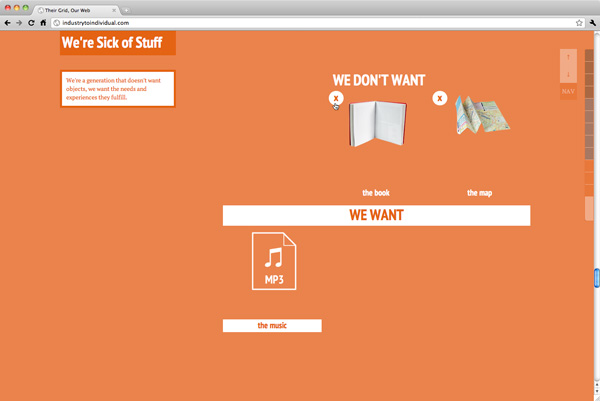 Their Grid, Our Web
industrytoindividual.com
We're Sick of Stuff
We're a generation that doesn't want
objects, we want the needs and
experiences they fulfill.
WE DON'T WANT
X
X
the book
the map
WE WANT
MP3
the music
↑
↓
NAV